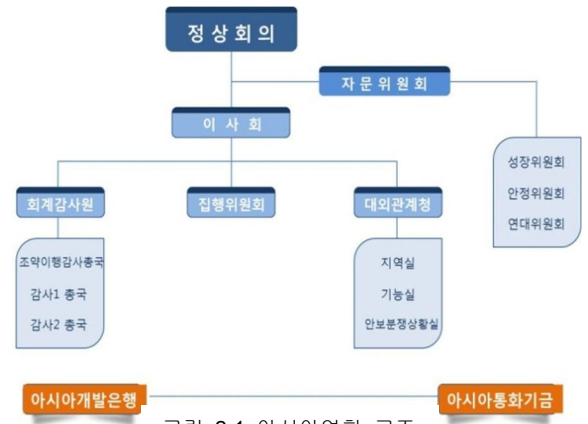 정상회의
자문위원회
이사회
성장위원회
안정위원회
연대위원회
회계감사원
집행위원회
대외관계청
조약이행감사총국
감사1 총국
감사2 총국
지역실
기능실
안보분쟁상황실
아시아개발은행
아시아통화기금